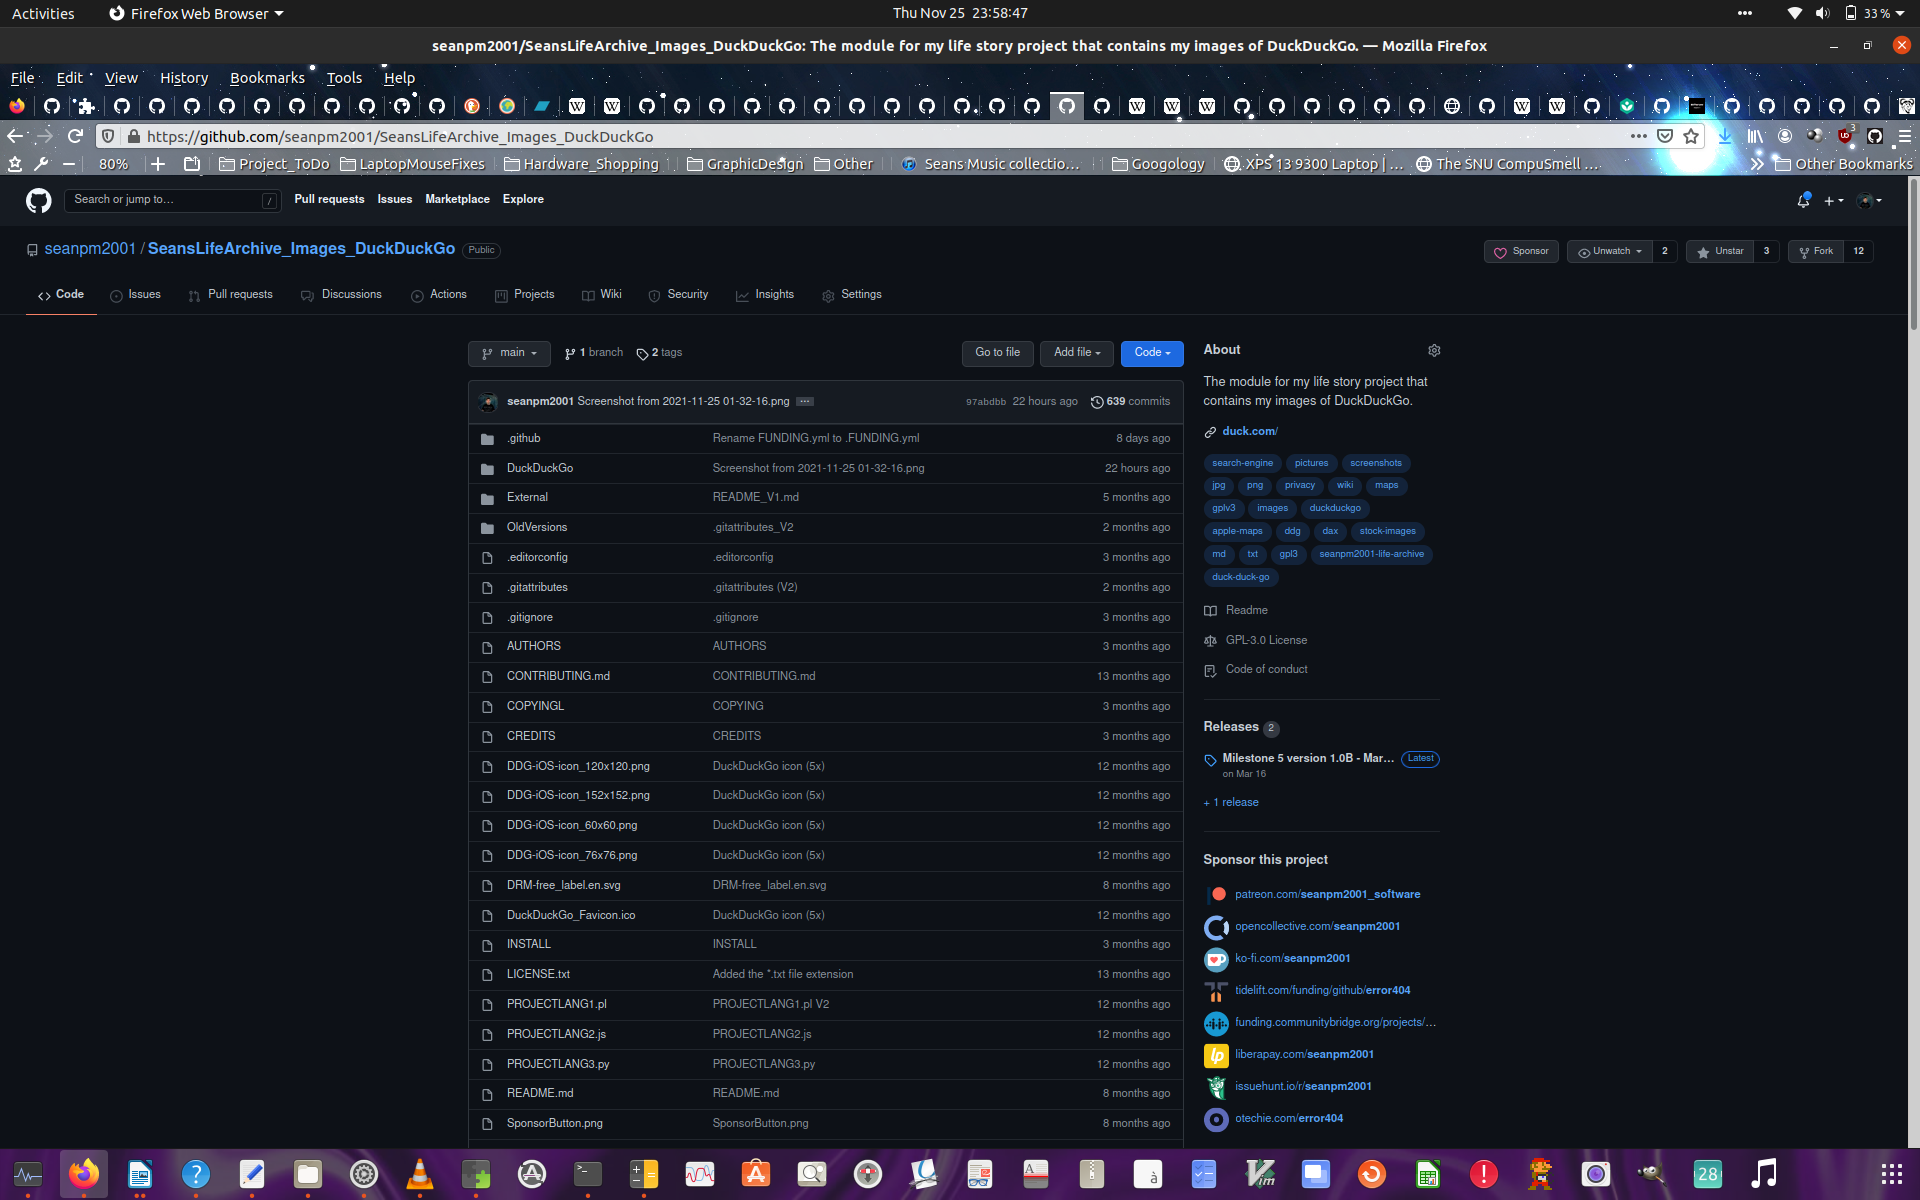 Activities
Firefox Web Browser
Thu Nov 25 23:58:47
33 %
seanpm2001/SeansLifeArchive_Images_DuckDuckGo: The module for my life story project that contains my images of DuckDuckGo. — Mozilla Firefox
File Edit View History Bookmarks Tools Help
https://github.com/seanpm2001/SeansLifeArchive_Images_DuckDuckGo
3
80% Project_ToDo LaptopMouseFixes Hardware_Shopping GraphicDesign Other Seans Music collectio… Googology XPS 13 9300 Laptop | … The SNU CompuSmell … Other Bookmarks
Search or jump to… / Pull requests Issues Marketplace Explore
seanpm2001 / SeansLifeArchive_Images_DuckDuckGo Public
Sponsor Unwatch 2 Unstar 3 Fork 12
Code Issues Pull requests Discussions Actions Projects Wiki Security Insights Settings
main 1 branch 2 tags Go to file Add file Code
seanpm2001 Screenshot from 2021-11-25 01-32-16.png … 97abdbb 22 hours ago 639 commits
.github Rename FUNDING.yml to .FUNDING.yml 8 days ago
DuckDuckGo Screenshot from 2021-11-25 01-32-16.png 22 hours ago
External README_V1.md 5 months ago
OldVersions .gitattributes_V2 2 months ago
.editorconfig .editorconfig 3 months ago
.gitattributes .gitattributes (V2) 2 months ago
.gitignore .gitignore 3 months ago
AUTHORS AUTHORS 3 months ago
CONTRIBUTING.md CONTRIBUTING.md 13 months ago
COPYINGL COPYING 3 months ago
CREDITS CREDITS 3 months ago
DDG-iOS-icon_120x120.png DuckDuckGo icon (5x) 12 months ago
DDG-iOS-icon_152x152.png DuckDuckGo icon (5x) 12 months ago
DDG-iOS-icon_60x60.png DuckDuckGo icon (5x) 12 months ago
DDG-iOS-icon_76x76.png DuckDuckGo icon (5x) 12 months ago
DRM-free_label.en.svg DRM-free_label.en.svg 8 months ago
DuckDuckGo_Favicon.ico DuckDuckGo icon (5x) 12 months ago
INSTALL INSTALL 3 months ago
LICENSE.txt Added the *.txt file extension 13 months ago
PROJECTLANG1.pl PROJECTLANG1.pl V2 12 months ago
PROJECTLANG2.js PROJECTLANG2.js 12 months ago
PROJECTLANG3.py PROJECTLANG3.py 12 months ago
README.md README.md 8 months ago
SponsorButton.png SponsorButton.png 8 months ago
About
The module for my life story project that
contains my images of DuckDuckGo.
duck.com/
search-engine pictures screenshots
jpg png privacy wiki maps
gplv3 images duckduckgo
apple-maps ddg dax stock-images
md txt gpl3 seanpm2001-life-archive
duck-duck-go
Readme
GPL-3.0 License
Code of conduct
Releases 2
Milestone 5 version 1.0B - Mar… Latest
on Mar 16
+ 1 release
Sponsor this project
patreon.com/seanpm2001_software
opencollective.com/seanpm2001
ko-fi.com/seanpm2001
tidelift.com/funding/github/error404
funding.communitybridge.org/projects/…
liberapay.com/seanpm2001
issuehunt.io/r/seanpm2001
otechie.com/error404
28